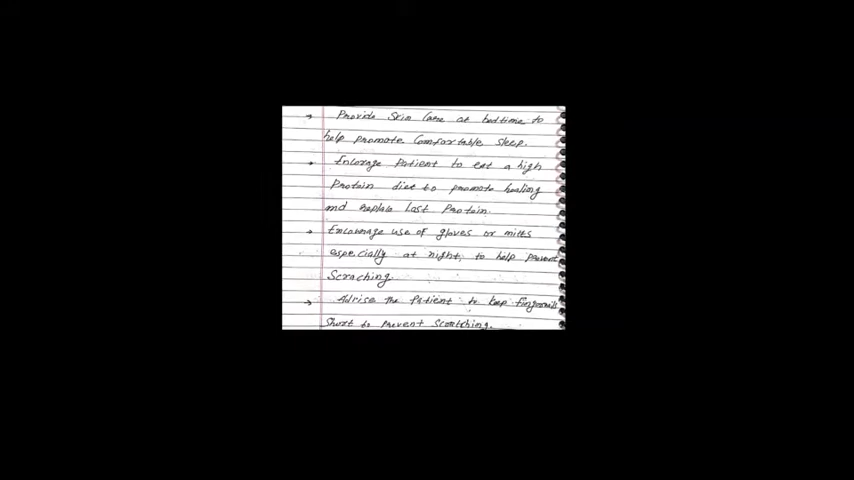 → Provide Skin Care at bedtime to
help promote Comfortable sleep.
→ Encorage Patient to eat a high
Protein diet to promote healing
and Replace Lost Protein.
→ Encourage use of gloves or mitts
especially at night, to help prevent
Scraching.
→ Advise the Patient to keep fingernails
Short to prevent scratching.